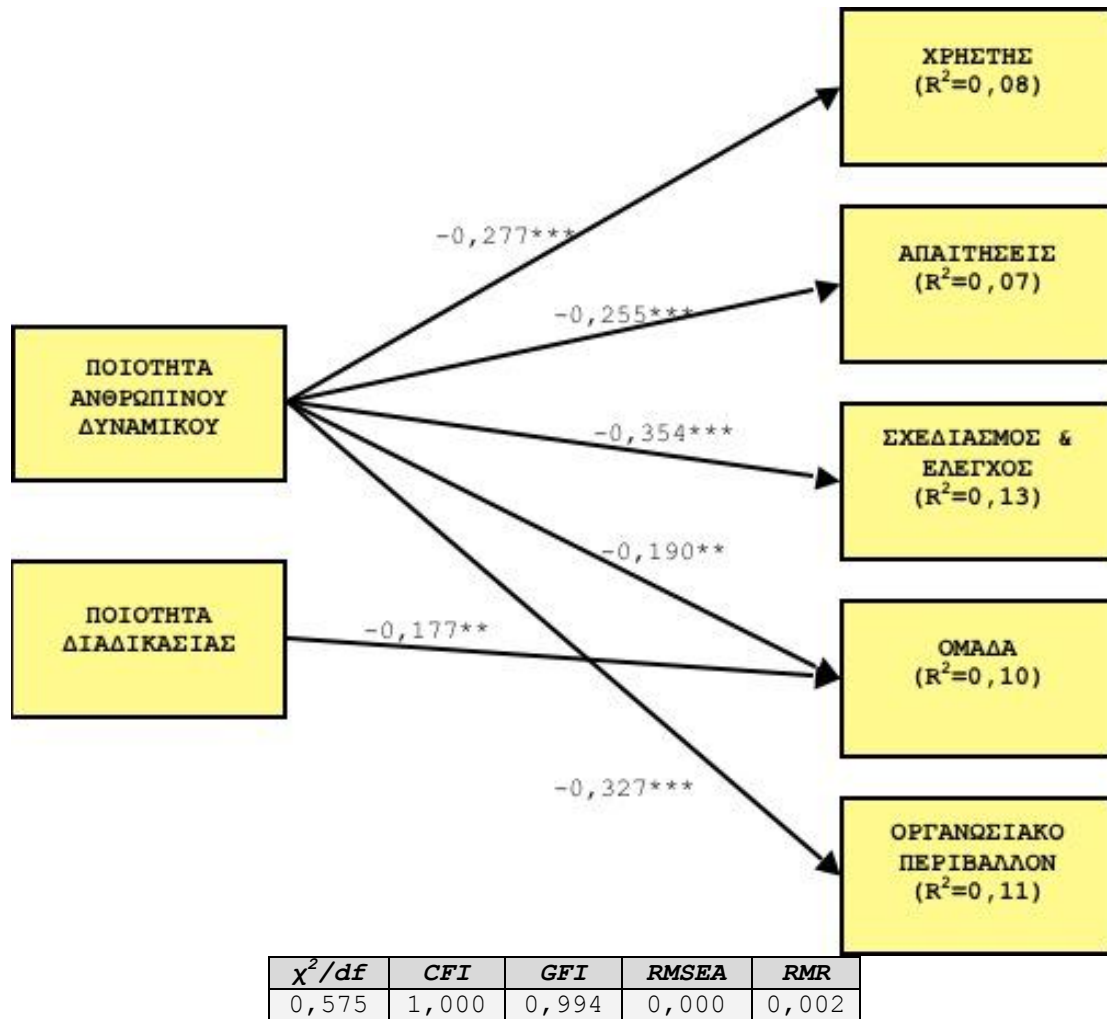 ΧΡΗΣΤΗΣ
(R²=0,08)
-0,277***
ΑΠΑΙΤΗΣΕΙΣ
(R²=0,07)
-0,255***
ΠΟΙΟΤΗΤΑ
ΑΝΘΡΩΠΙΝΟΥ
ΔΥΝΑΜΙΚΟΥ
-0,354***
ΣΧΕΔΙΑΣΜΟΣ &
ΕΛΕΓΧΟΣ
(R²=0,13)
-0,190**
ΠΟΙΟΤΗΤΑ
ΔΙΑΔΙΚΑΣΙΑΣ
-0,177**
ΟΜΑΔΑ
(R²=0,10)
-0,327***
ΟΡΓΑΝΩΣΙΑΚΟ
ΠΕΡΙΒΑΛΛΟΝ
(R²=0,11)
χ²/df CFI GFI RMSEA RMR
0,575 1,000 0,994 0,000 0,002